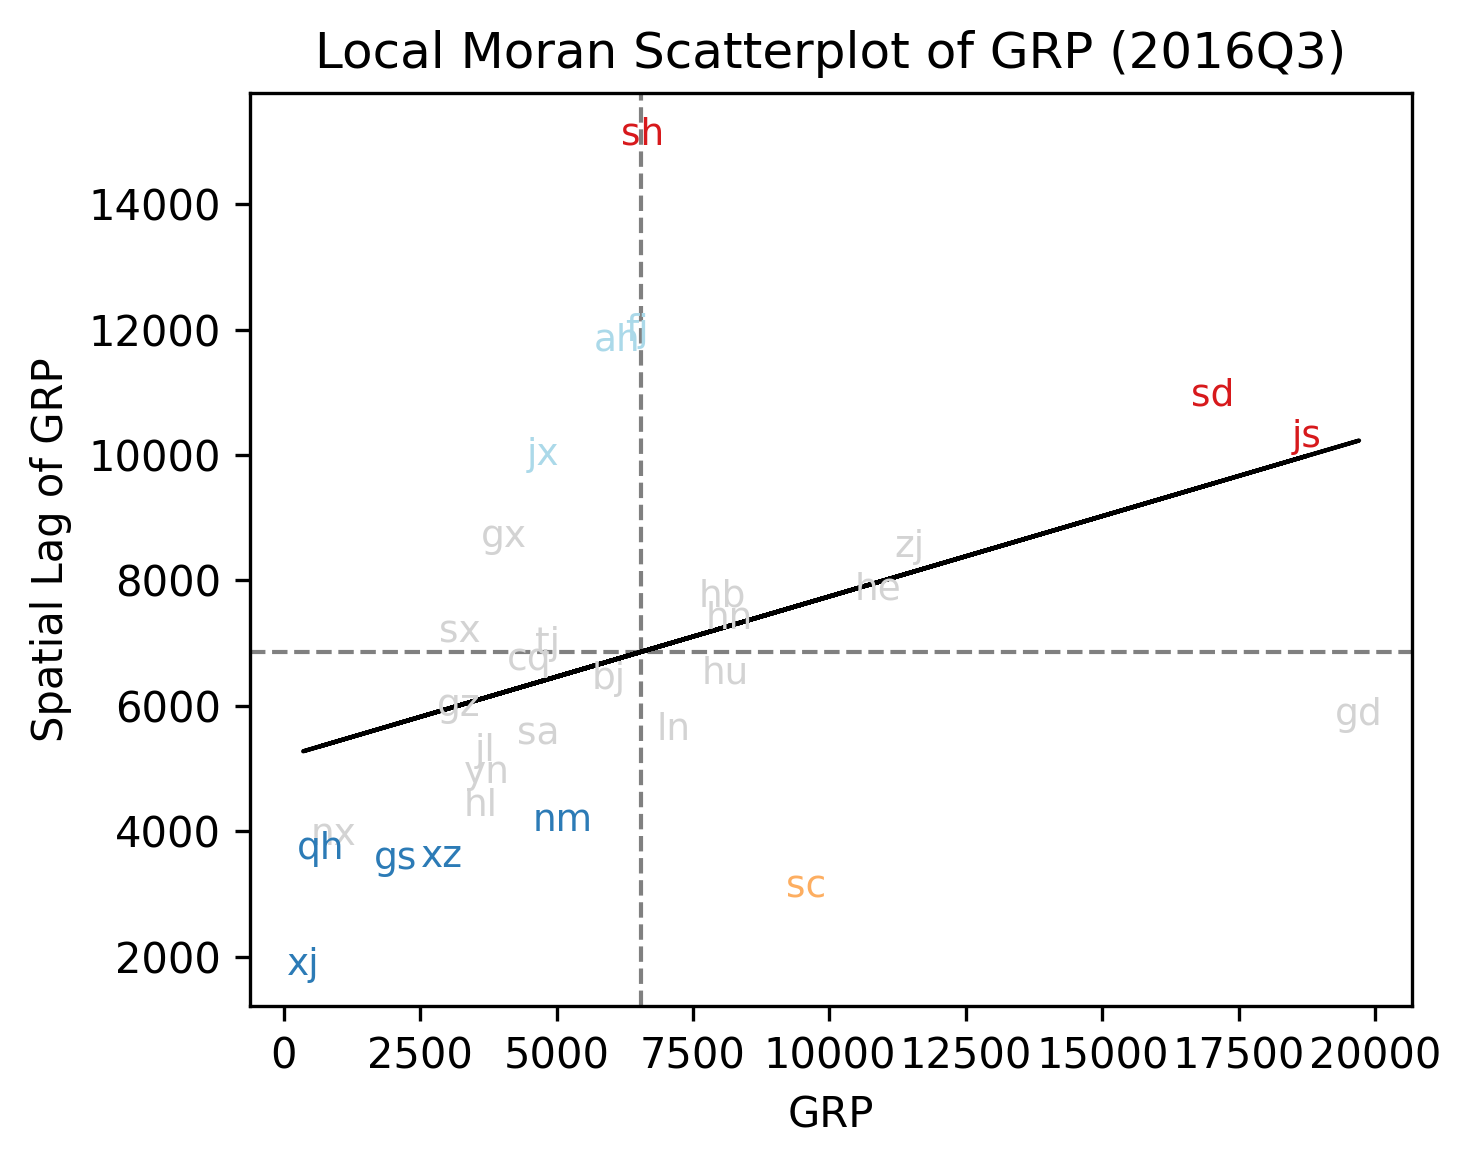 Local Moran Scatterplot of GRP (2016Q3)
sh
14000
fj
12000
ah
sd
js
10000
jx
gx
zj
8000
he
hb
hn
sx
tj
cq
hu
bj
6000
gz
gd
ln
sa
jl
yn
hl
nm
4000
nx
qh
gs
xz
sc
2000
xj
Spatial Lag of GRP
0 2500 5000 7500 10000 12500 15000 17500 20000
GRP